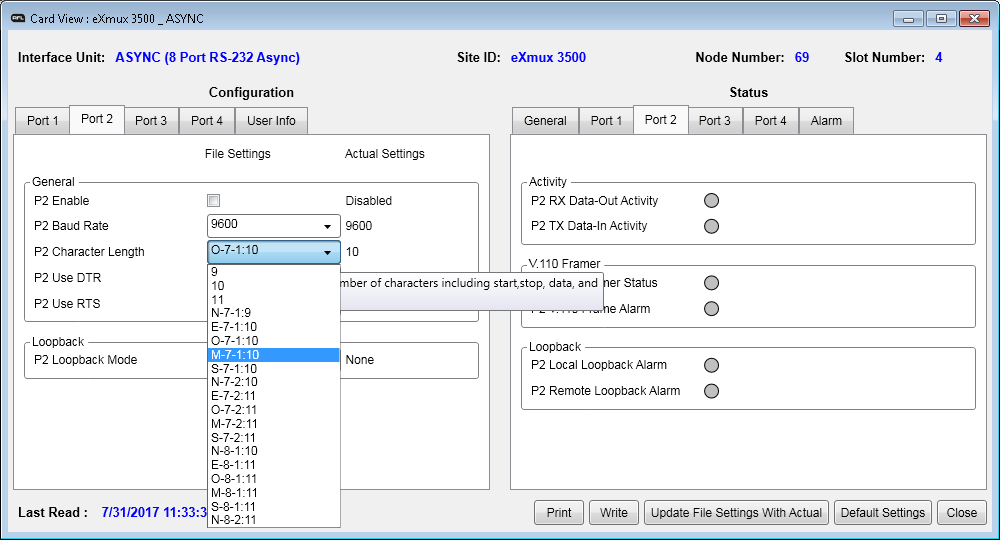 AFL Card View : eXmux 3500 _ ASYNC
Interface Unit: ASYNC (8 Port RS-232 Async) Site ID: eXmux 3500 Node Number: 69 Slot Number: 4
Configuration
Port 1 Port 2 Port 3 Port 4 User Info
File Settings Actual Settings
General
P2 Enable Disabled
P2 Baud Rate 9600 9600
P2 Character Length O-7-1:10 10
P2 Use DTR
P2 Use RTS
Loopback
P2 Loopback Mode None
9
10
11
N-7-1:9
E-7-1:10
O-7-1:10
M-7-1:10
S-7-1:10
N-7-2:10
E-7-2:11
O-7-2:11
M-7-2:11
S-7-2:11
N-8-1:10
E-8-1:11
O-8-1:11
M-8-1:11
S-8-1:11
N-8-2:11
of characters including start,stop, data, and
Status
General Port 1 Port 2 Port 3 Port 4 Alarm
Activity
P2 RX Data-Out Activity
P2 TX Data-In Activity
V.110 Framer
Status
Frame Alarm
Loopback
P2 Local Loopback Alarm
P2 Remote Loopback Alarm
Last Read : 7/31/2017
Print Write Update File Settings With Actual Default Settings Close